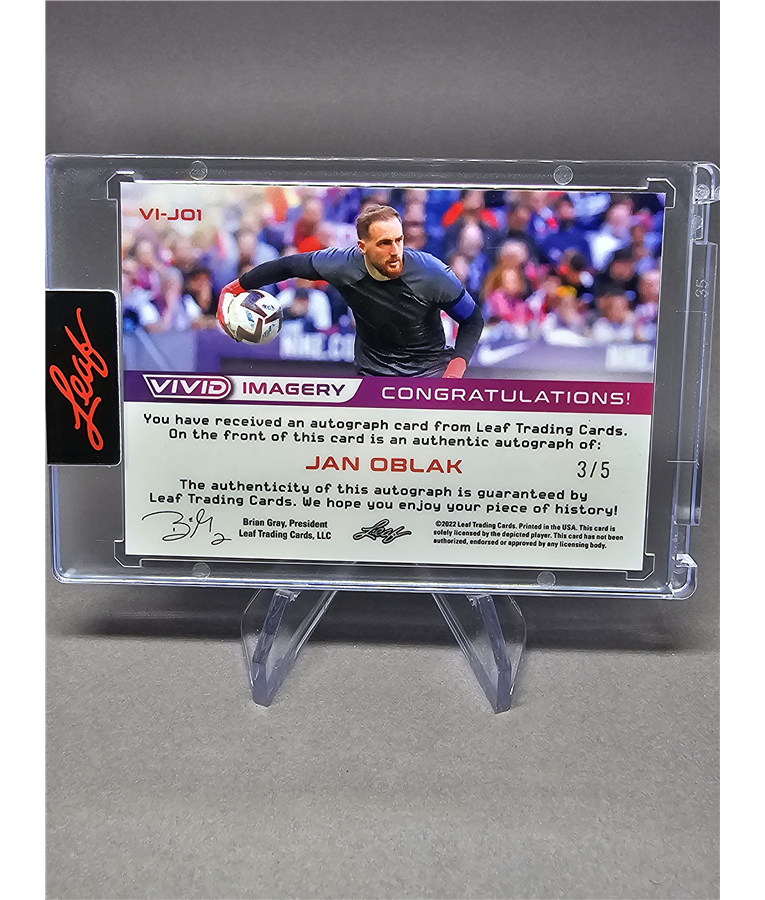 VI-JO1
35
Leaf
VIVID IMAGERY CONGRATULATIONS!
You have received an autograph card from Leaf Trading Cards.
On the front of this card is an authentic autograph of:
JAN OBLAK 3/5
The authenticity of this autograph is guaranteed by
Leaf Trading Cards. We hope you enjoy your piece of history!
Brian Gray, President
Leaf Trading Cards, LLC
Leaf
©2022 Leaf Trading Cards. Printed in the USA. This card is
solely licensed by the depicted player. This card has not been
authorized, endorsed or approved by any licensing body.